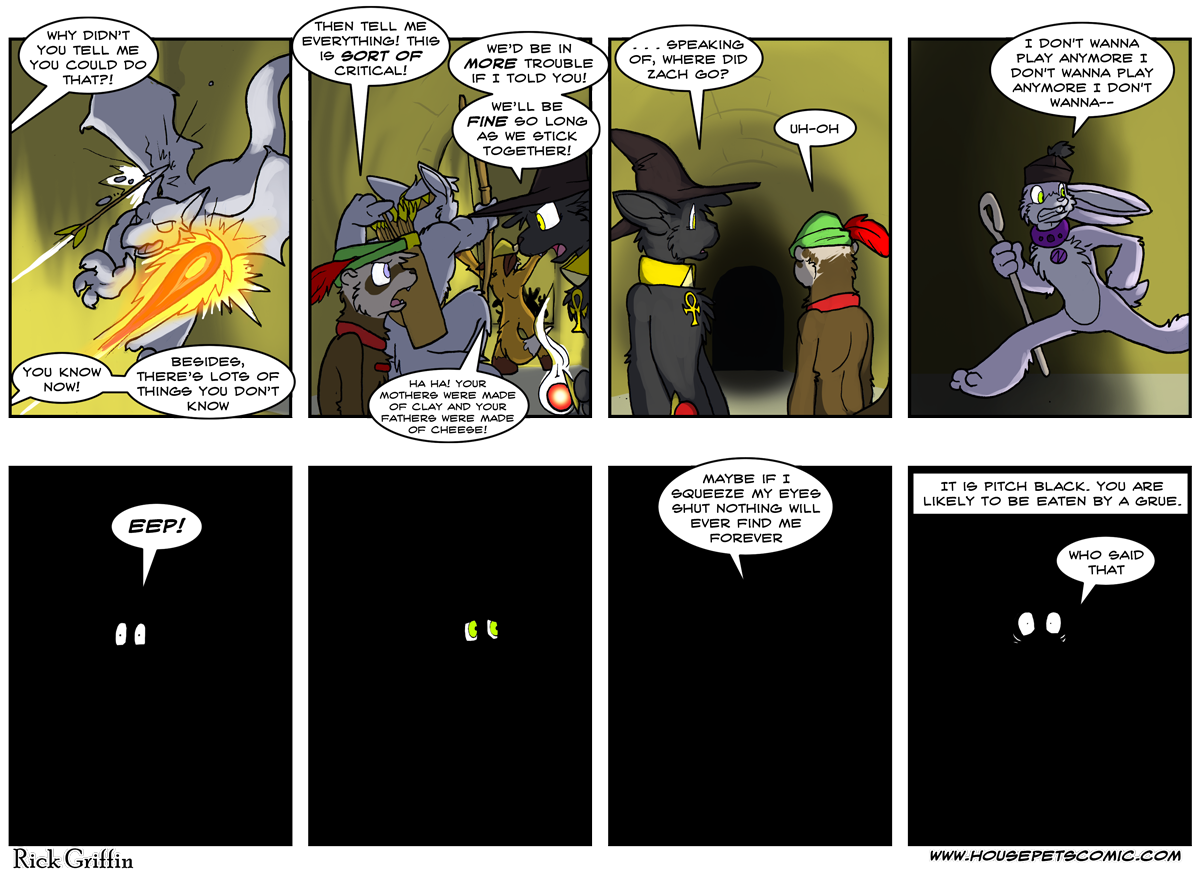 WHY DIDN'T
YOU TELL ME
YOU COULD DO
THAT?!
YOU KNOW
NOW!
BESIDES,
THERE'S LOTS OF
THINGS YOU DON'T
KNOW
THEN TELL ME
EVERYTHING! THIS
IS SORT OF
CRITICAL!
WE'D BE IN
MORE TROUBLE
IF I TOLD YOU!
WE'LL BE
FINE SO LONG
AS WE STICK
TOGETHER!
HA HA! YOUR
MOTHERS WERE MADE
OF CLAY AND YOUR
FATHERS WERE MADE
OF CHEESE!
. . . SPEAKING
OF, WHERE DID
ZACH GO?
UH-OH
I DON'T WANNA
PLAY ANYMORE I
DON'T WANNA PLAY
ANYMORE I DON'T
WANNA--
EEP!
MAYBE IF I
SQUEEZE MY EYES
SHUT NOTHING WILL
EVER FIND ME
FOREVER
IT IS PITCH BLACK. YOU ARE
LIKELY TO BE EATEN BY A GRUE.
WHO SAID
THAT
Rick Griffin
WWW.HOUSEPETSCOMIC.COM